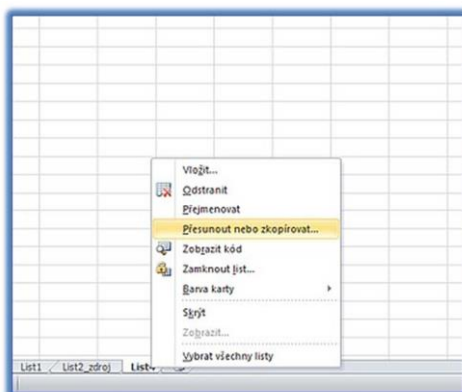 Vložit...
Odstranit
Přejmenovat
Přesunout nebo zkopírovat...
Zobrazit kód
Zamknout list...
Barva karty
Skrýt
Zobrazit...
Vybrat všechny listy
List1 List2_zdroj List4